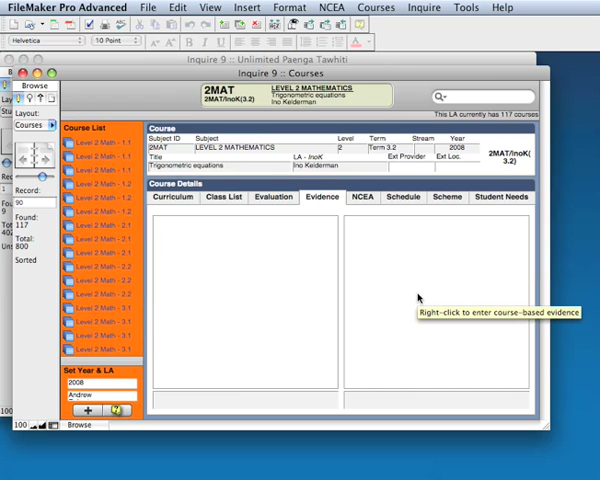 FileMaker Pro Advanced File Edit View Insert Format NCEA Courses Inquire Tools Help
Helvetica 10 Point
Inquire 9 :: Unlimited Paenga Tawhiti
Inquire 9 :: Courses
Browse
Layout:
Courses
Record:
90
Found:
117
Total:
800
Sorted
2MAT
2MAT/InoK(3.2)
LEVEL 2 MATHEMATICS
Trigonometric equations
Ino Kelderman
This LA currently has 117 courses
Course List
Level 2 Math - 1.1
Level 2 Math - 1.1
Level 2 Math - 1.1
Level 2 Math - 1.2
Level 2 Math - 1.2
Level 2 Math - 1.2
Level 2 Math - 2.1
Level 2 Math - 2.1
Level 2 Math - 2.1
Level 2 Math - 2.2
Level 2 Math - 2.2
Level 2 Math - 2.2
Level 2 Math - 3.1
Level 2 Math - 3.1
Level 2 Math - 3.1
Set Year & LA
2008
Andrew
Course
Subject ID Subject Level Term Stream Year
2MAT LEVEL 2 MATHEMATICS 2 Term 3.2 2008
2MAT/InoK(
3.2)
Title LA - InoK Ext Provider Ext Loc.
Trigonometric equations Ino Kelderman
Course Details
Curriculum Class List Evaluation Evidence NCEA Schedule Scheme Student Needs
Right-click to enter course-based evidence
100 Browse